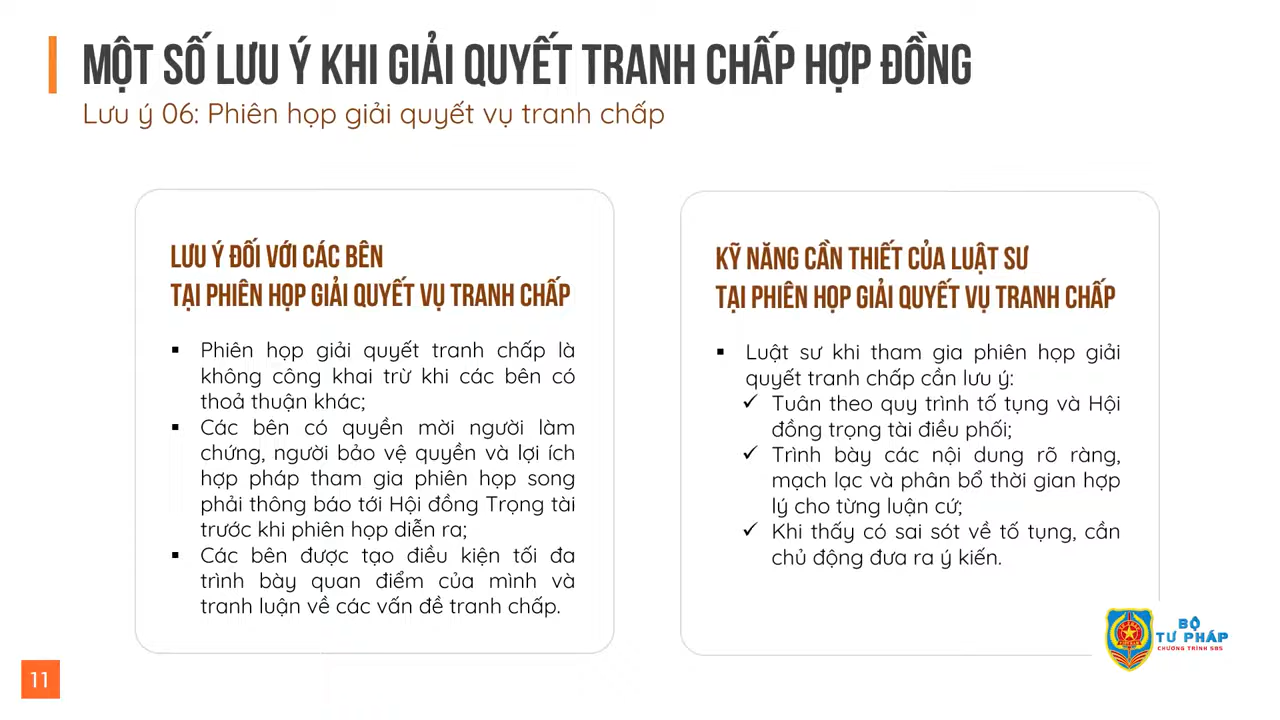 MỘT SỐ LƯU Ý KHI GIẢI QUYẾT TRANH CHẤP HỢP ĐỒNG
Lưu ý 06: Phiên họp giải quyết vụ tranh chấp
LƯU Ý ĐỐI VỚI CÁC BÊN
TẠI PHIÊN HỌP GIẢI QUYẾT VỤ TRANH CHẤP
▪ Phiên họp giải quyết tranh chấp là
không công khai trừ khi các bên có
thoả thuận khác;
▪ Các bên có quyền mời người làm
chứng, người bảo vệ quyền và lợi ích
hợp pháp tham gia phiên họp song
phải thông báo tới Hội đồng Trọng tài
trước khi phiên họp diễn ra;
▪ Các bên được tạo điều kiện tối đa
trình bày quan điểm của mình và
tranh luận về các vấn đề tranh chấp.
KỸ NĂNG CẦN THIẾT CỦA LUẬT SƯ
TẠI PHIÊN HỌP GIẢI QUYẾT VỤ TRANH CHẤP
▪ Luật sư khi tham gia phiên họp giải
quyết tranh chấp cần lưu ý:
✓ Tuân theo quy trình tố tụng và Hội
đồng trọng tài điều phối;
✓ Trình bày các nội dung rõ ràng,
mạch lạc và phân bổ thời gian hợp
lý cho từng luận cứ;
✓ Khi thấy có sai sót về tố tụng, cần
chủ động đưa ra ý kiến.
BỘ
TƯ PHÁP
CHƯƠNG TRÌNH 585
11